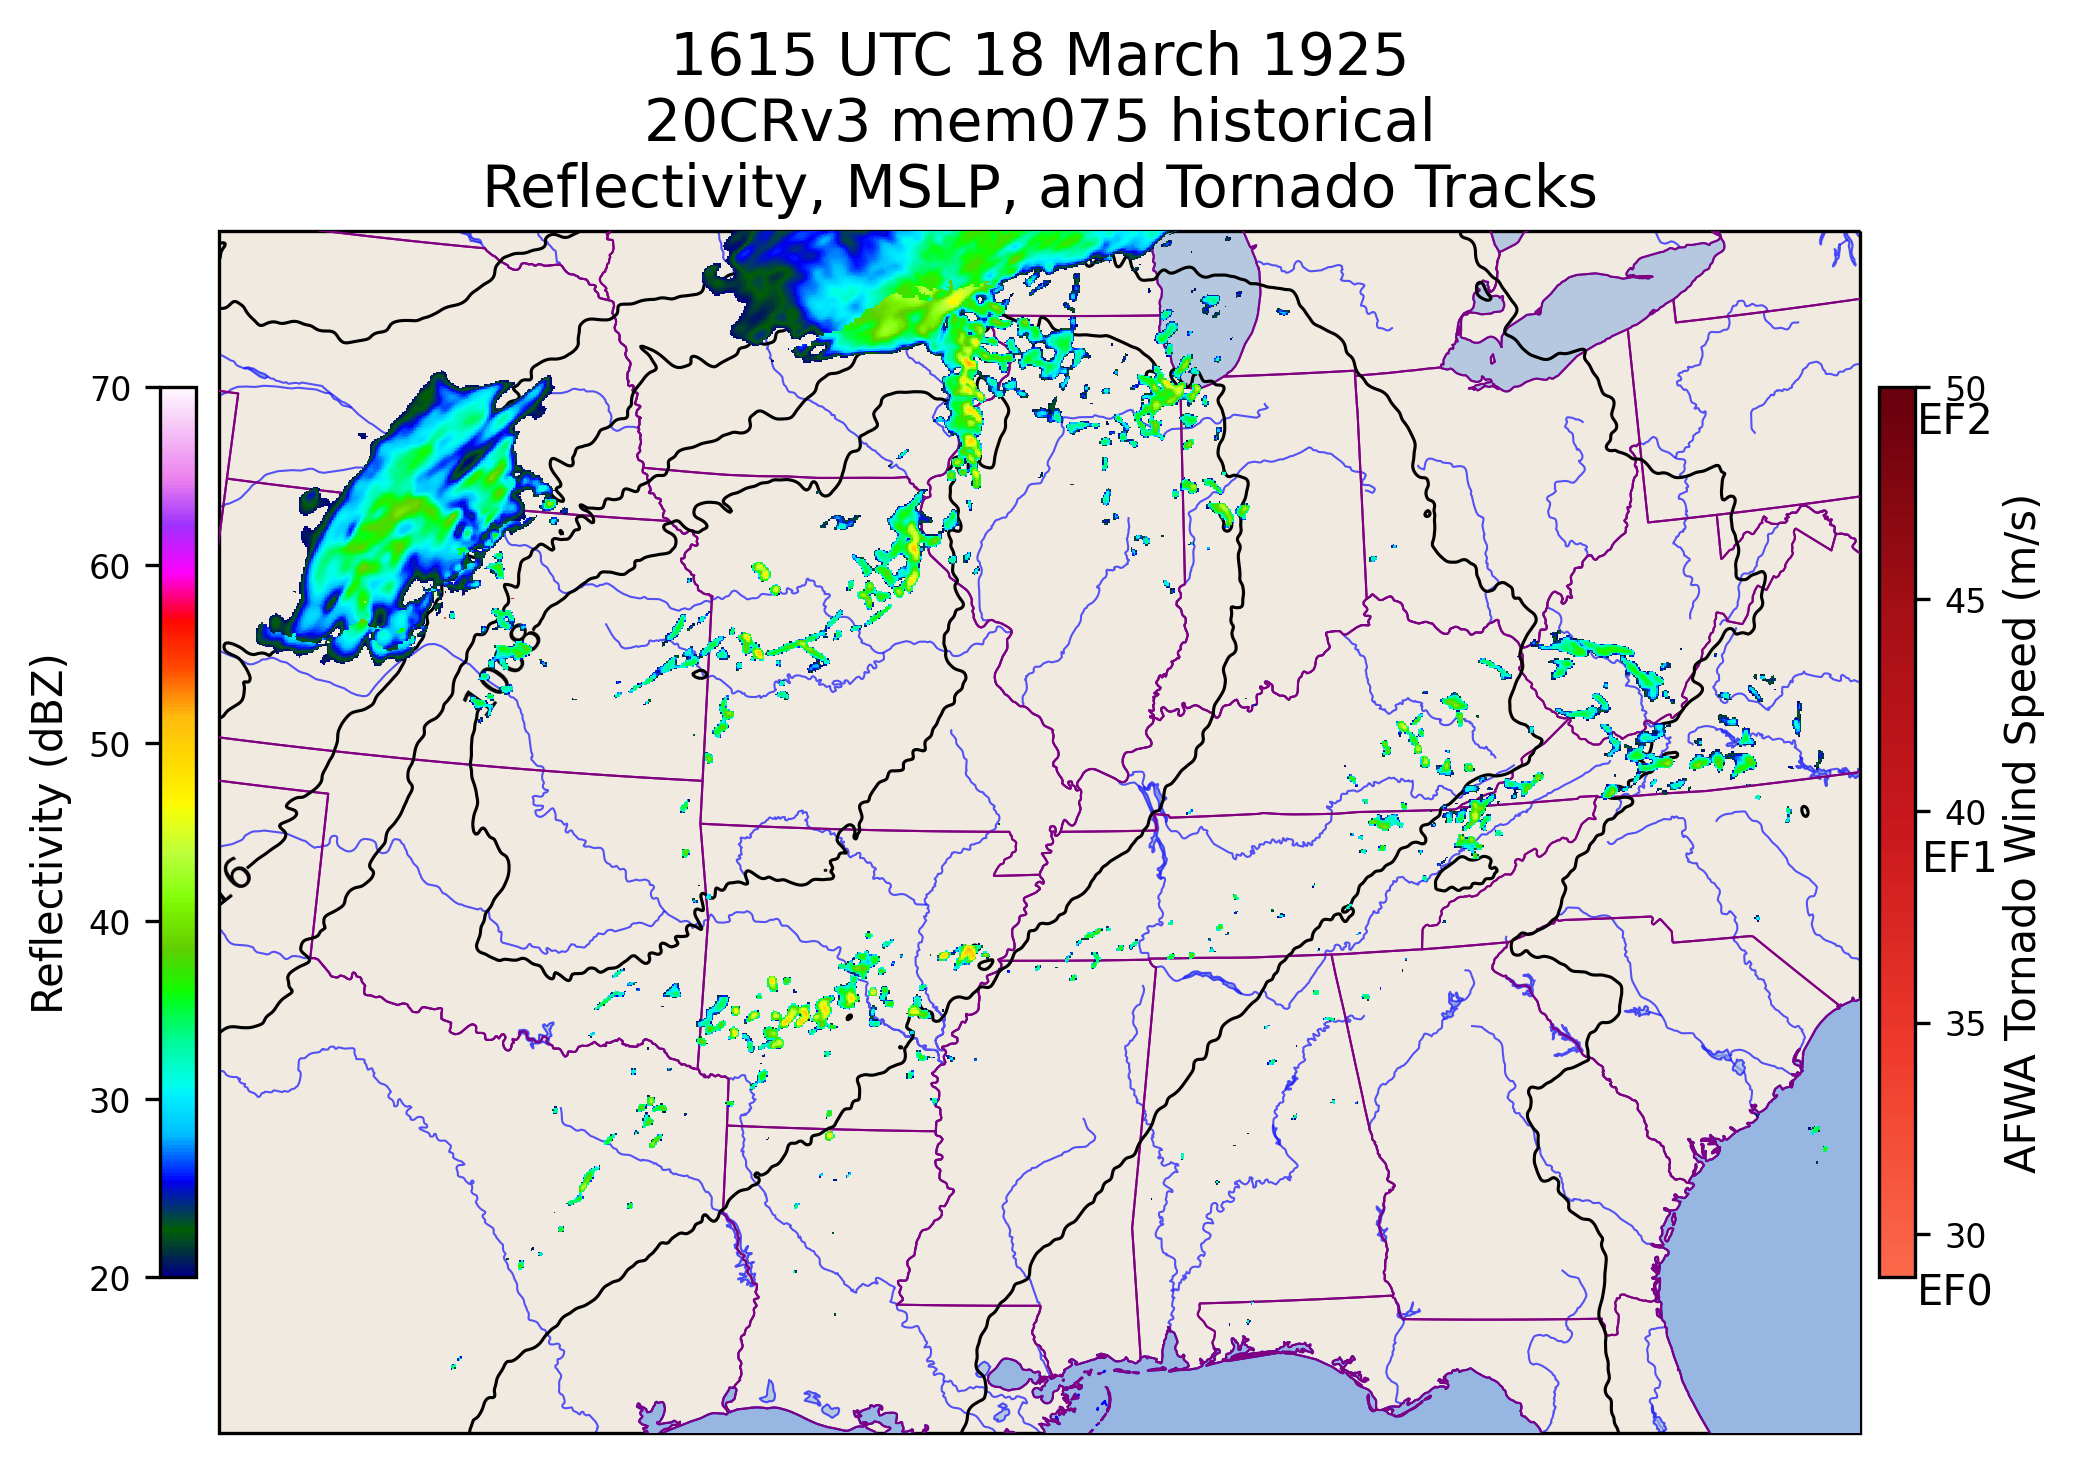 1615 UTC 18 March 1925
20CRv3 mem075 historical
Reflectivity, MSLP, and Tornado Tracks
Reflectivity (dBZ)
70
60
50
40
30
20
1008
16
50
EF2
45
40
EF1
35
30
EF0
AFWA Tornado Wind Speed (m/s)